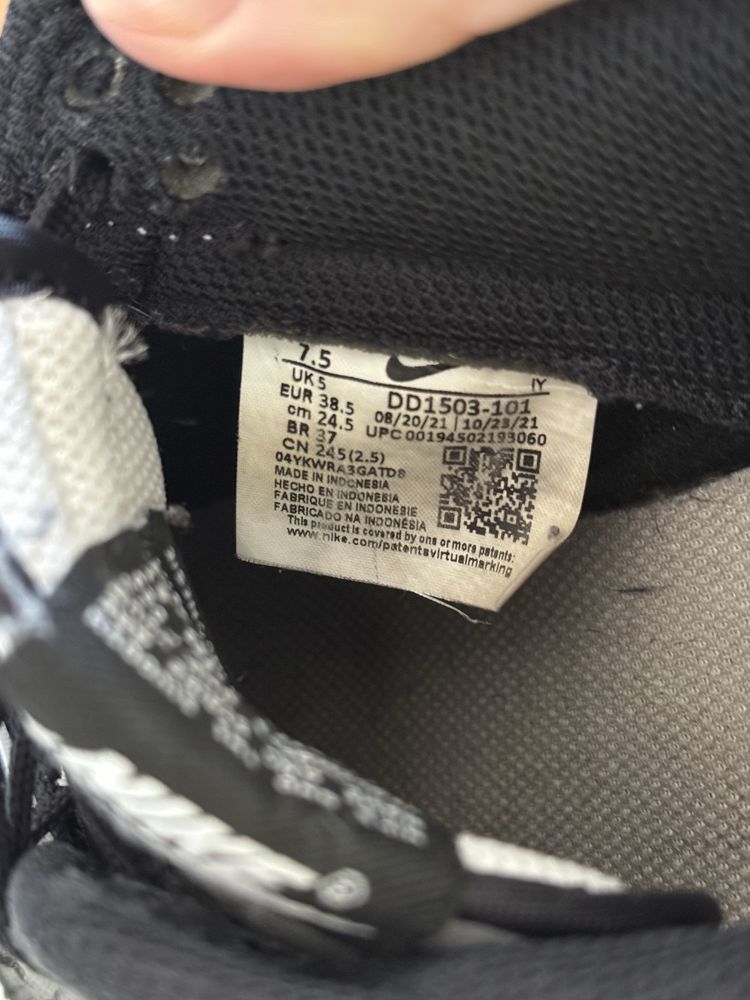 7.5
UK 5
EUR 38.5
cm 24.5
BR 37
CN 245(2.5)
IY
DD1503-101
08/20/21 | 10/23/21
UPC 00194502193060
04YKWRA3GATD8
MADE IN INDONESIA
HECHO EN INDONESIA
FABRIQUE EN INDONESIE
FABRICADO NA INDONÉSIA
This product is covered by one or more patents:
www.nike.com/patentsvirtualmarking
®